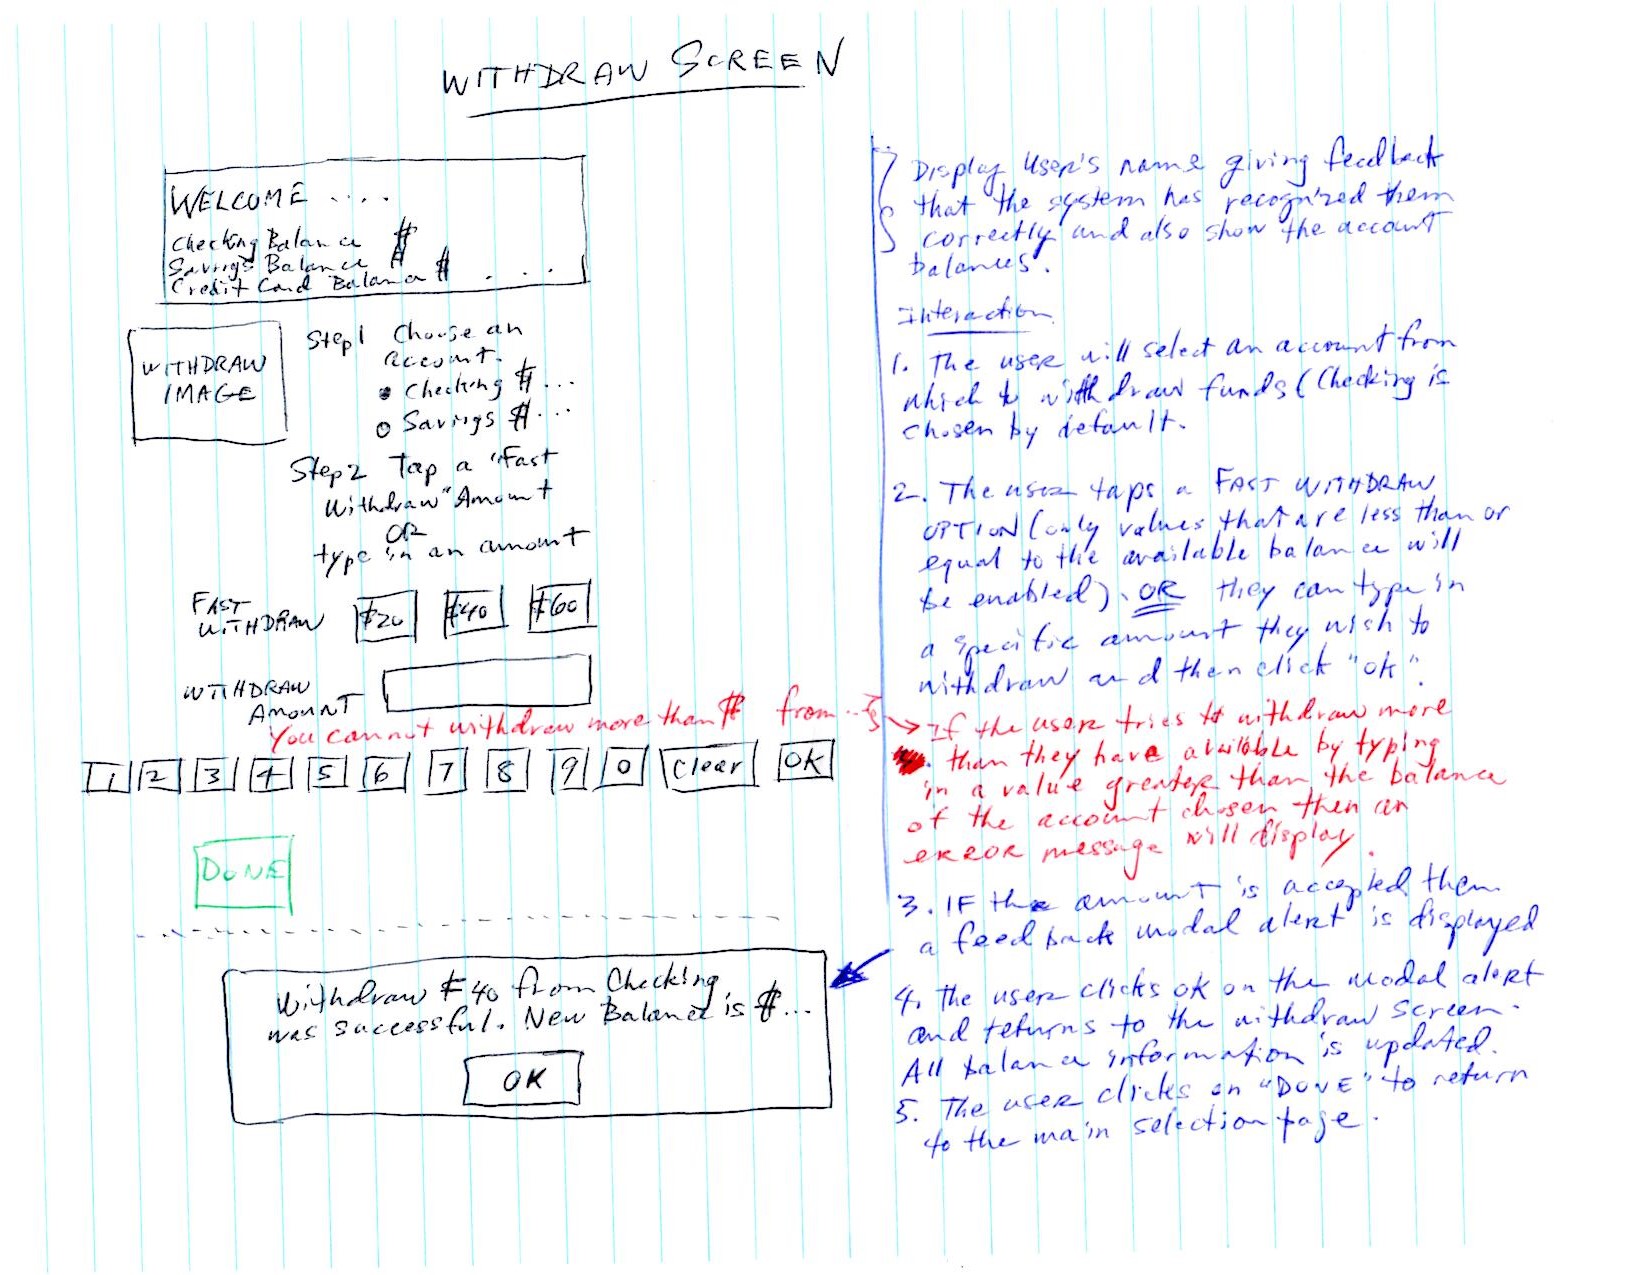 WITHDRAW SCREEN
WELCOME ....
Checking Balance $
Savings Balance $
Credit Card Balance $ . . . .
WITHDRAW
IMAGE
Step1 Choose an
account.
Checking $...
Savings $...
Step2 Tap a "Fast
Withdraw" Amount
OR
type in an amount
FAST
WITHDRAW $20 $40 $60
WITHDRAW
AMOUNT
You cannot withdraw more than $ from...
1 2 3 4 5 6 7 8 9 0 Clear OK
DONE
Withdraw $40 from Checking
was successful. New Balance is $...
OK
Display User's name giving feedback
that the system has recognized them
correctly and also show the account
balances.
Interaction
1. The user will select an account from
which to withdraw funds (Checking is
chosen by default.
2. The user taps a FAST WITHDRAW
OPTION (only values that are less than or
equal to the available balance will
be enabled). OR they can type in
a specific amount they wish to
withdraw and then click "ok".
If the user tries to withdraw more
than they have available by typing
in a value greater than the balance
of the account chosen then an
error message will display.
3. IF the amount is accepted then
a feedback modal alert is displayed
4. The user clicks ok on the modal alert
and returns to the withdraw screen.
All balance information is updated.
5. The user clicks on "DONE" to return
to the main selection page.